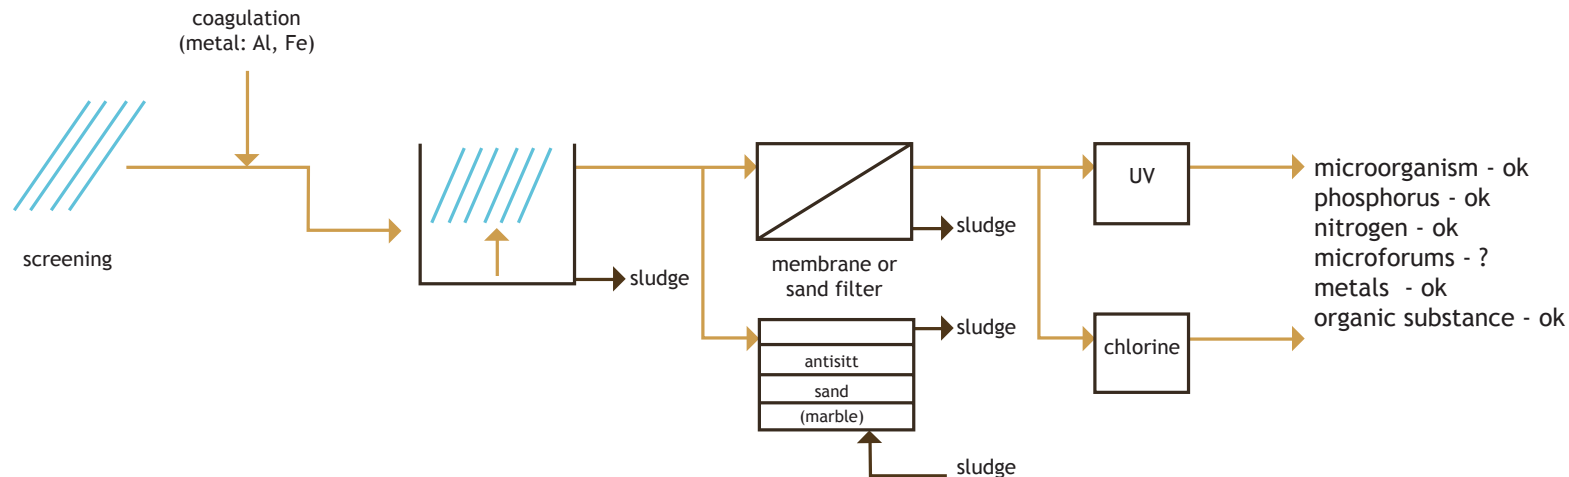 coagulation
(metal: Al, Fe)
screening
sludge
membrane or
sand filter
sludge
sludge
antisitt
sand
(marble)
sludge
UV
chlorine
microorganism - ok
phosphorus - ok
nitrogen - ok
microforums - ?
metals - ok
organic substance - ok